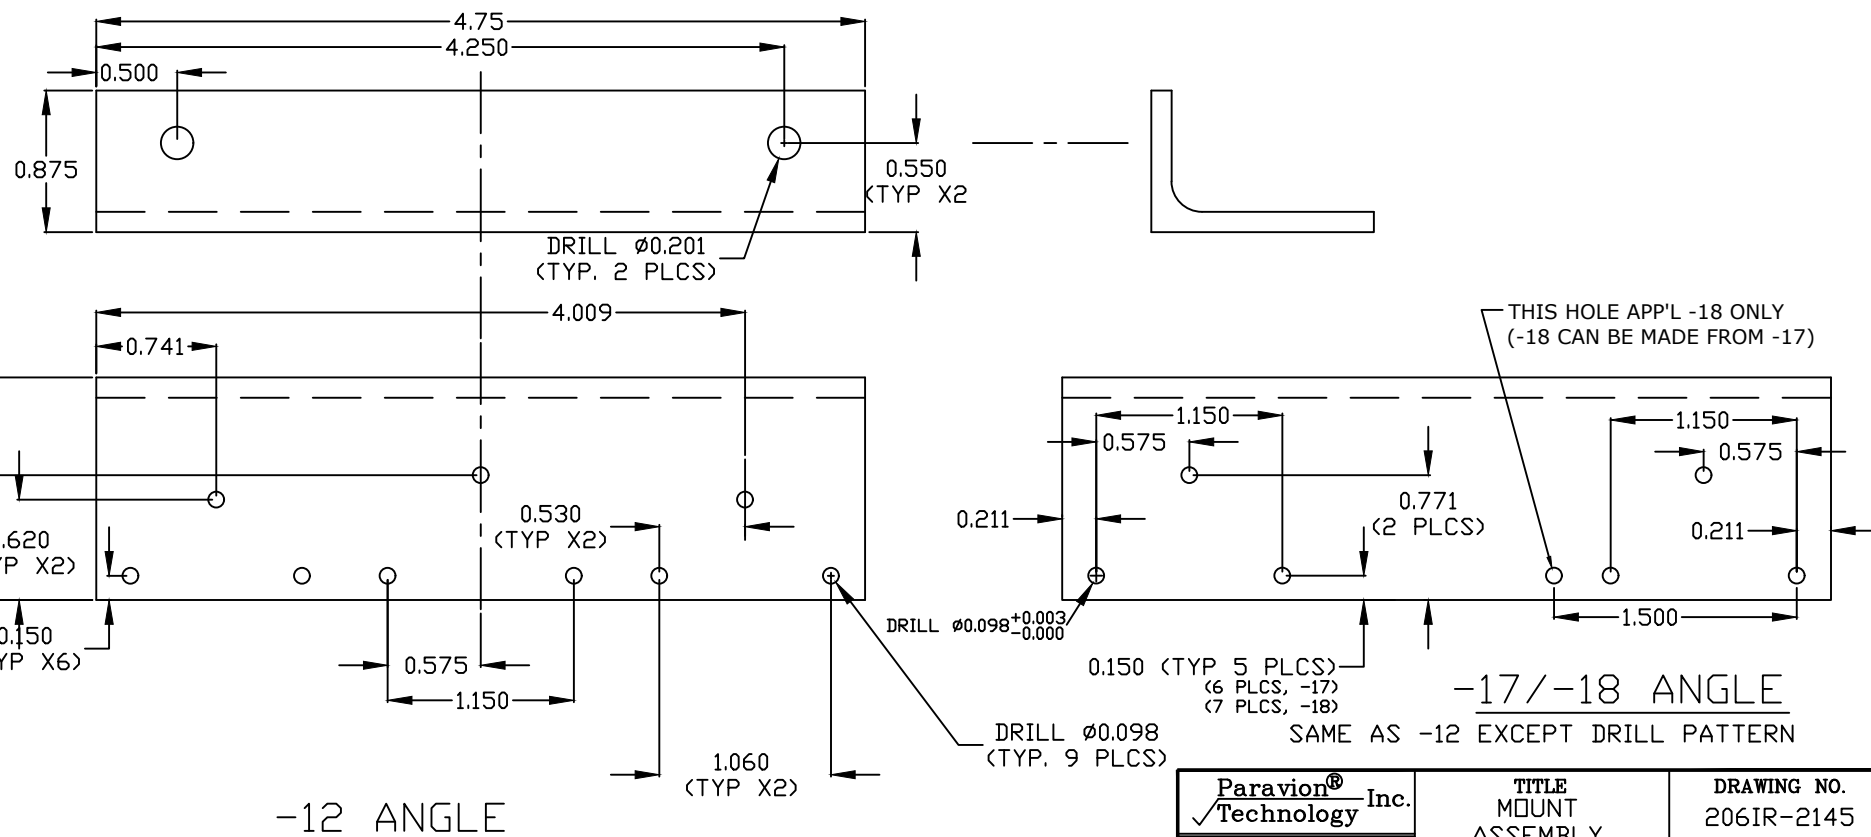 4.75
4.250
0.500
0.875
0.550
(TYP X2
DRILL Ø0.201
(TYP. 2 PLCS)
4.009
0.741
0.530
(TYP X2)
.620
YP X2)
0.150
YP X6)
0.575
1.150
1.060
(TYP X2)
DRILL Ø0.098
(TYP. 9 PLCS)
-12 ANGLE
THIS HOLE APP'L -18 ONLY
(-18 CAN BE MADE FROM -17)
1.150
1.150
0.575
0.575
0.211
0.771
(2 PLCS)
0.211
DRILL Ø0.098 +0.003
-0.000
1.500
0.150 (TYP 5 PLCS)
(6 PLCS, -17)
(7 PLCS, -18)
-17/-18 ANGLE
SAME AS -12 EXCEPT DRILL PATTERN
Paravion®
Technology Inc.
TITLE
MOUNT
ASSEMBLY
DRAWING NO.
206IR-2145